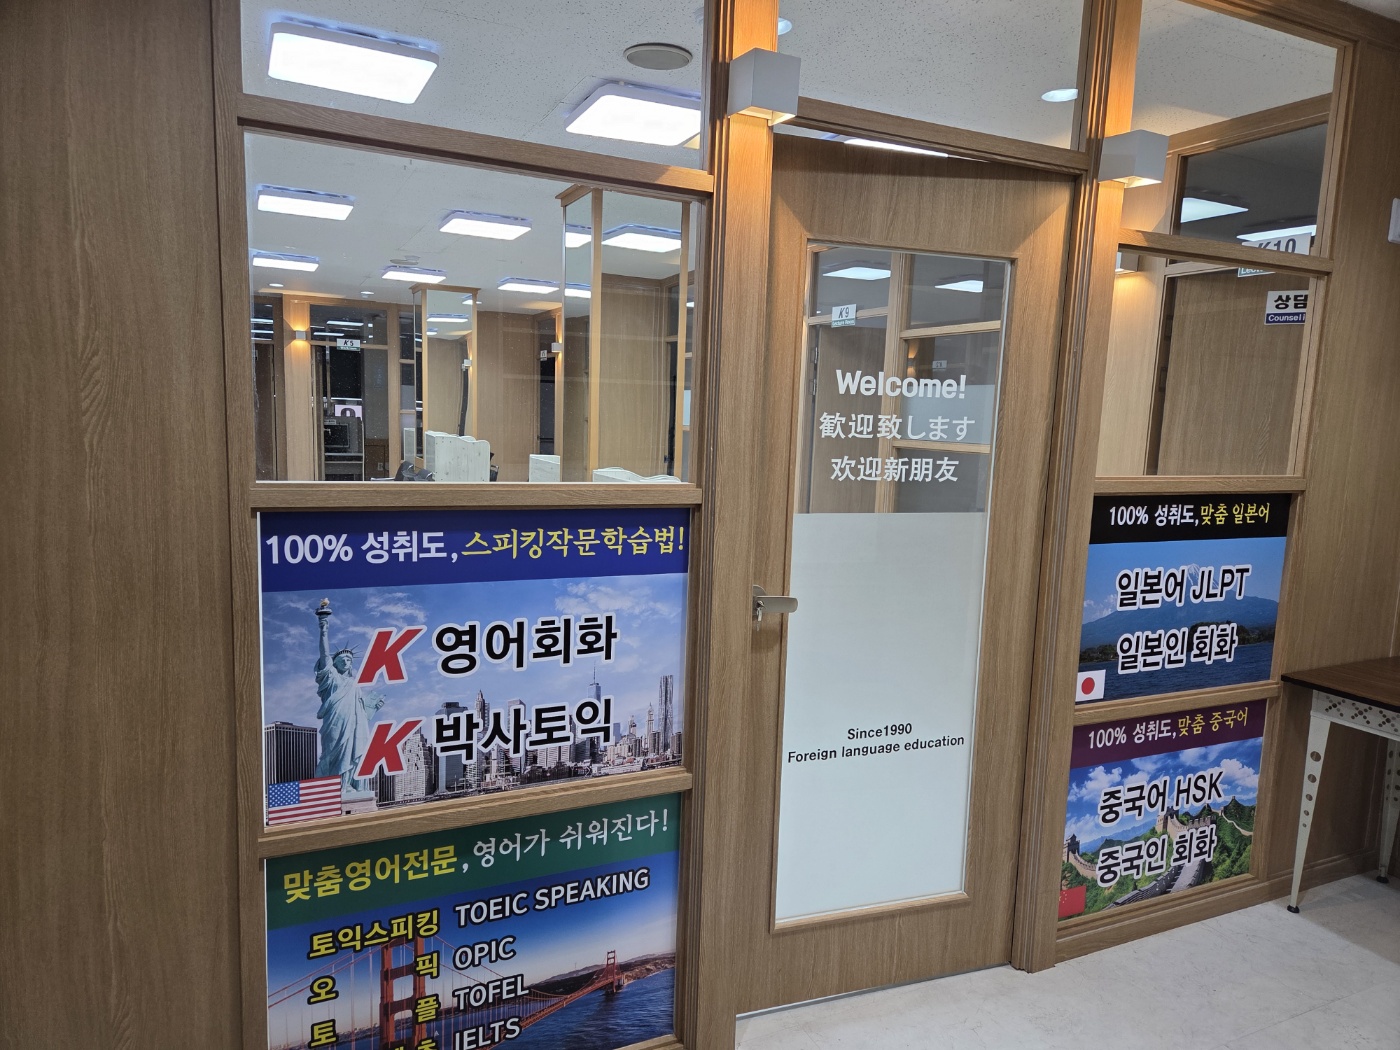 K5
K9
Welcome!
歓迎致します
欢迎新朋友
Since1990
Foreign language education
K10
상담
100% 성취도,스피킹작문학습법!
K 영어회화
K 박사토익
맞춤영어전문,영어가 쉬워진다!
토익스피킹 TOEIC SPEAKING
오 픽 OPIC
토 플 TOFEL
IELTS
100% 성취도,맞춤 일본어
일본어 JLPT
일본인 회화
100% 성취도,맞춤 중국어
중국어 HSK
중국인 회화